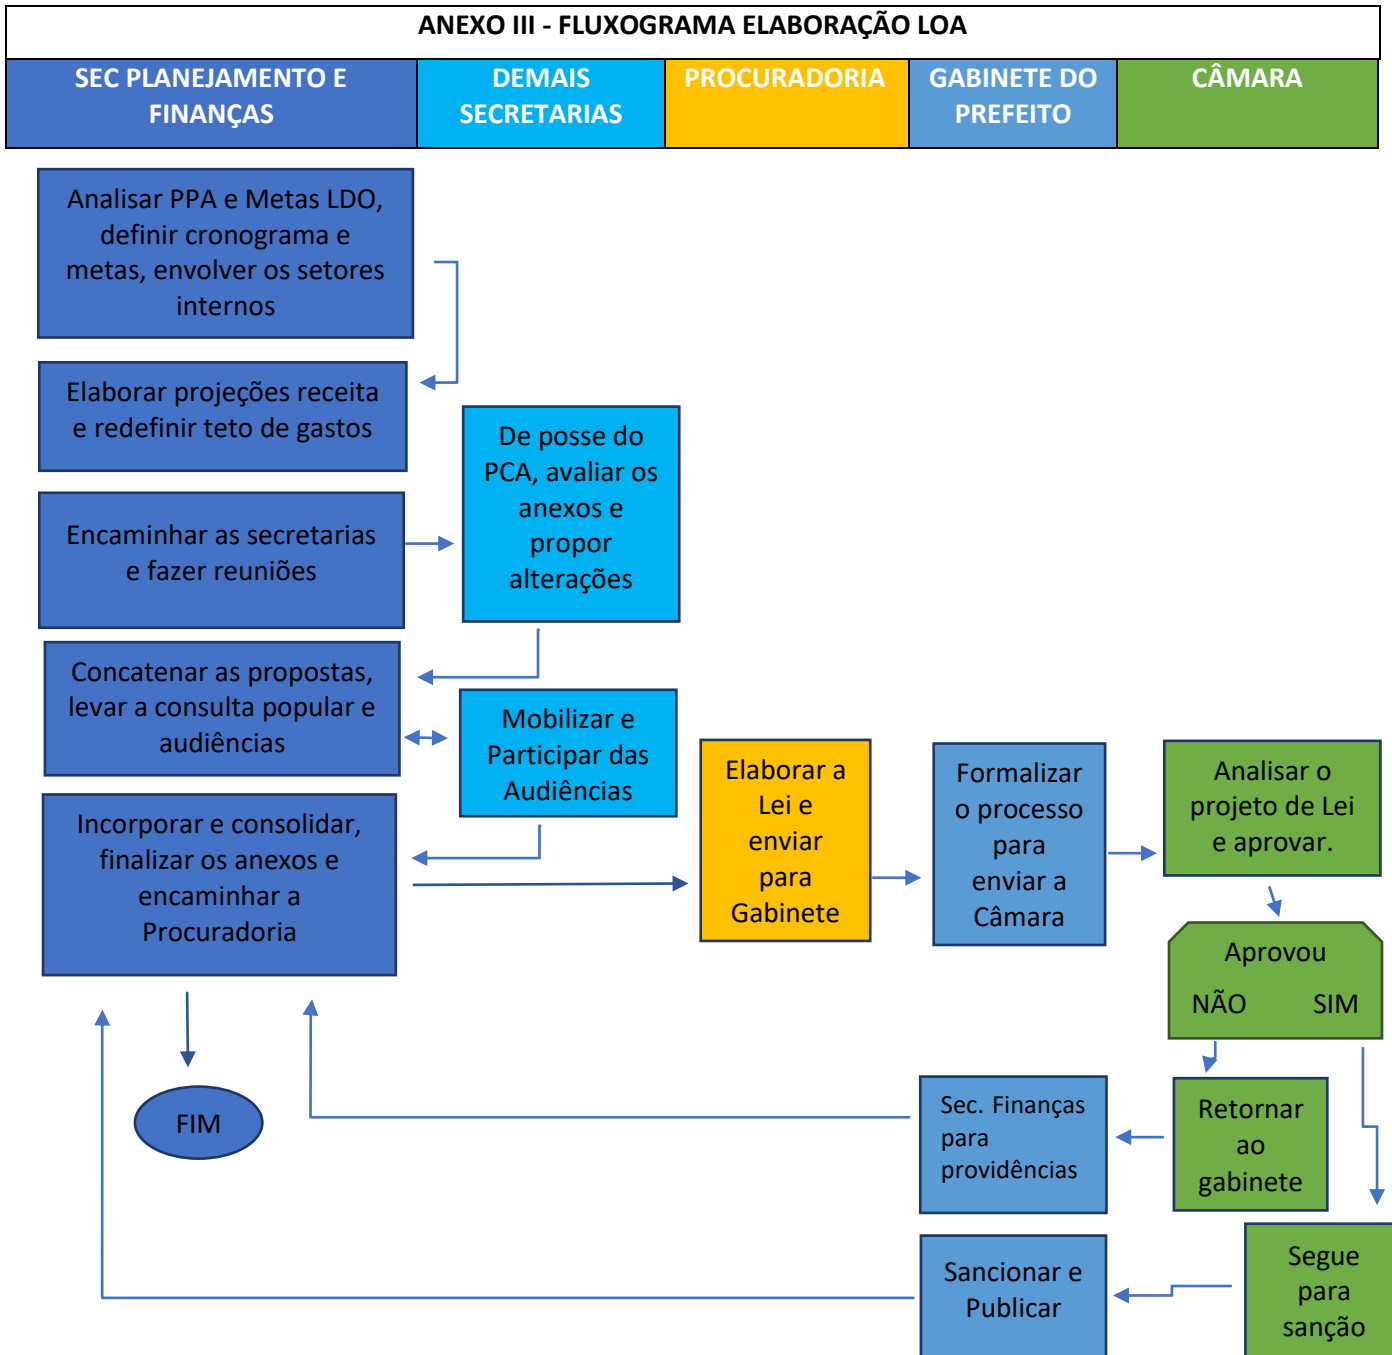 ANEXO III - FLUXOGRAMA ELABORAÇÃO LOA
SEC PLANEJAMENTO E
FINANÇAS
DEMAIS
SECRETARIAS
PROCURADORIA
GABINETE DO
PREFEITO
CÂMARA
Analisar PPA e Metas LDO,
definir cronograma e
metas, envolver os setores
internos
Elaborar projeções receita
e redefinir teto de gastos
De posse do
PCA, avaliar os
anexos e
propor
alterações
Encaminhar as secretarias
e fazer reuniões
Concatenar as propostas,
levar a consulta popular e
audiências
Mobilizar e
Participar das
Audiências
Incorporar e consolidar,
finalizar os anexos e
encaminhar a
Procuradoria
Elaborar a
Lei e
enviar
para
Gabinete
Formalizar
o processo
para
enviar a
Câmara
Analisar o
projeto de Lei
e aprovar.
Aprovou
NÃO SIM
FIM
Sec. Finanças
para
providências
Retornar
ao
gabinete
Sancionar e
Publicar
Segue
para
sanção